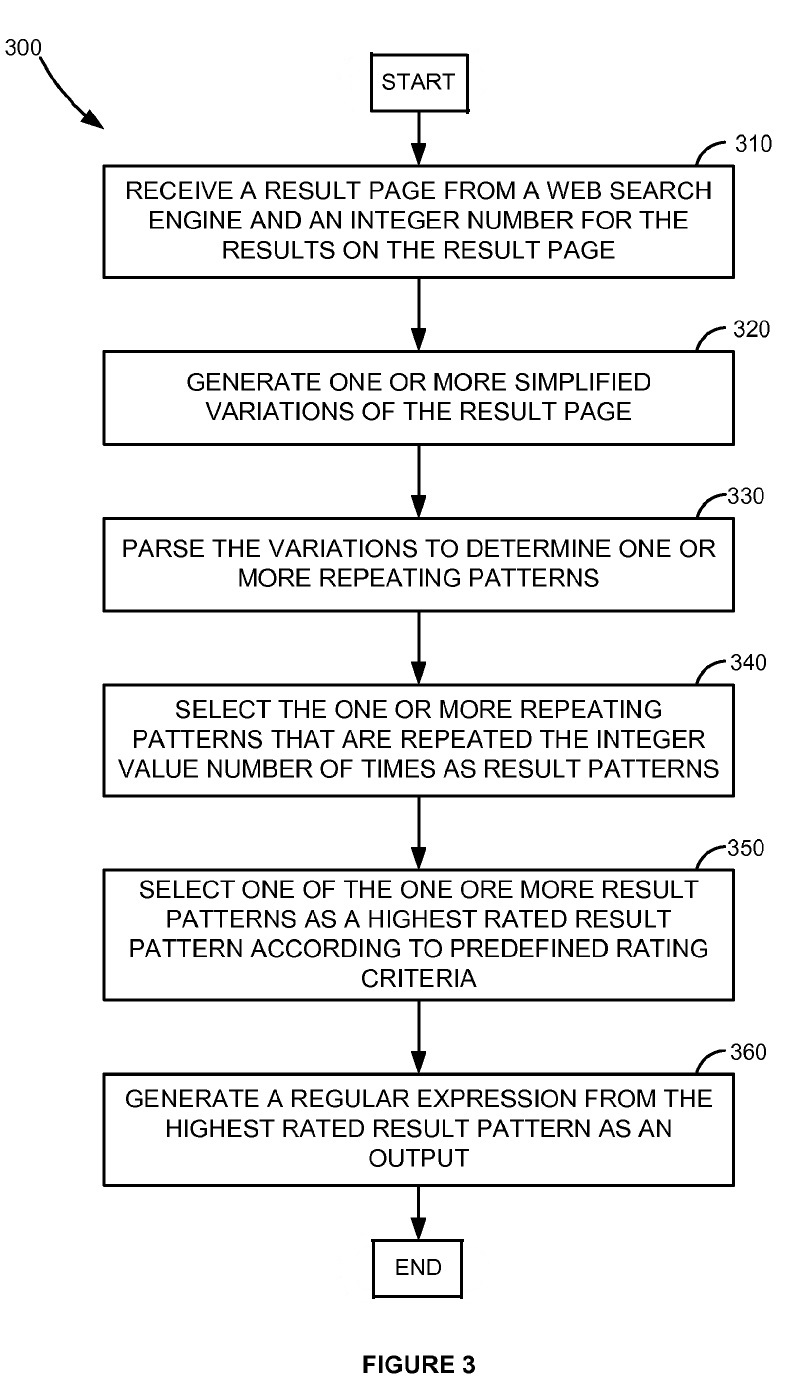 300
START
310
RECEIVE A RESULT PAGE FROM A WEB SEARCH
ENGINE AND AN INTEGER NUMBER FOR THE
RESULTS ON THE RESULT PAGE
320
GENERATE ONE OR MORE SIMPLIFIED
VARIATIONS OF THE RESULT PAGE
330
PARSE THE VARIATIONS TO DETERMINE ONE OR
MORE REPEATING PATTERNS
340
SELECT THE ONE OR MORE REPEATING
PATTERNS THAT ARE REPEATED THE INTEGER
VALUE NUMBER OF TIMES AS RESULT PATTERNS
350
SELECT ONE OF THE ONE ORE MORE RESULT
PATTERNS AS A HIGHEST RATED RESULT
PATTERN ACCORDING TO PREDEFINED RATING
CRITERIA
360
GENERATE A REGULAR EXPRESSION FROM THE
HIGHEST RATED RESULT PATTERN AS AN
OUTPUT
END
FIGURE 3